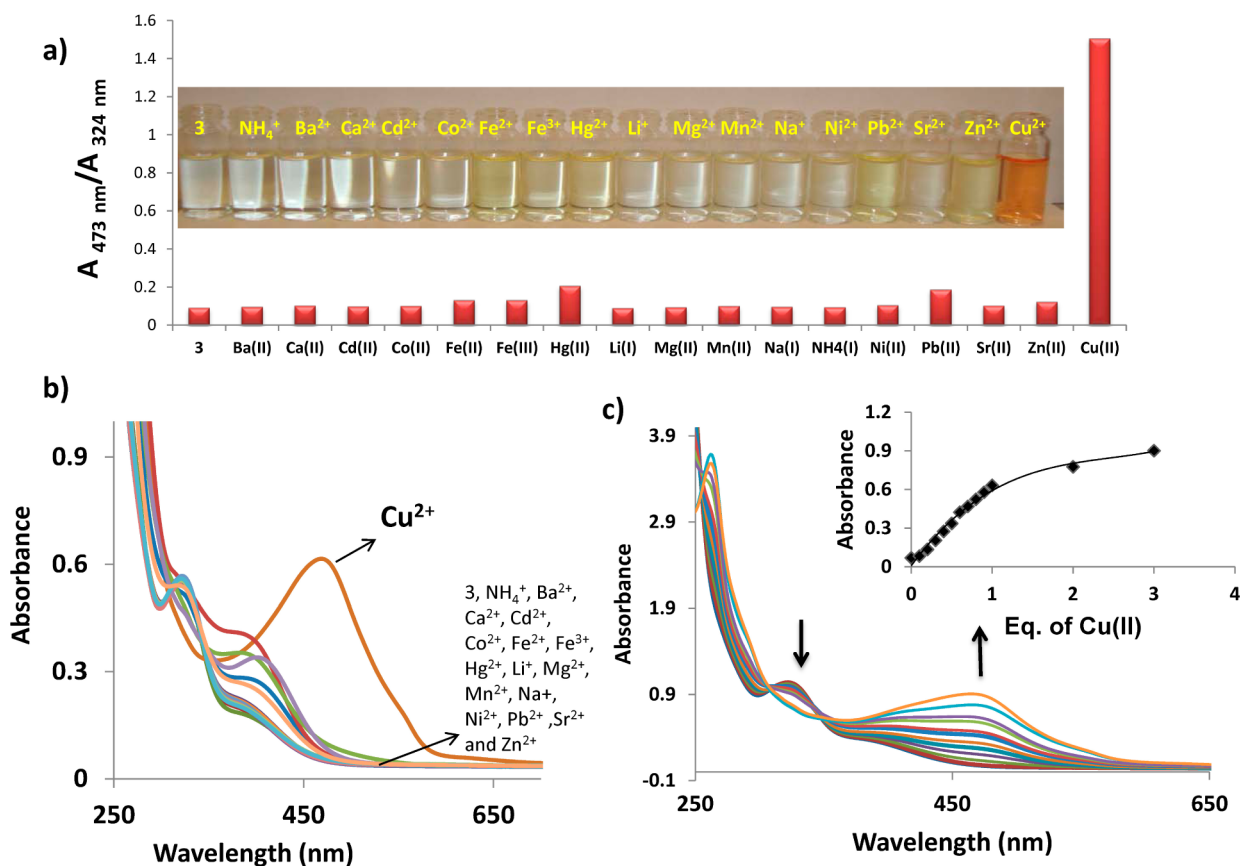 a)
A 473 nm/A 324 nm
1.6
1.4
1.2
1
0.8
0.6
0.4
0.2
0
3 NH₄⁺ Ba²⁺ Ca²⁺ Cd²⁺ Co²⁺ Fe²⁺ Fe³⁺ Hg²⁺ Li⁺ Mg²⁺ Mn²⁺ Na⁺ Ni²⁺ Pb²⁺ Sr²⁺ Zn²⁺ Cu²⁺
3 Ba(II) Ca(II) Cd(II) Co(II) Fe(II) Fe(III) Hg(II) Li(I) Mg(II) Mn(II) Na(I) NH4(I) Ni(II) Pb(II) Sr(II) Zn(II) Cu(II)
b)
Absorbance
0.9
0.6
0.3
0
Cu²⁺
3, NH₄⁺, Ba²⁺,
Ca²⁺, Cd²⁺,
Co²⁺, Fe²⁺, Fe³⁺,
Hg²⁺, Li⁺, Mg²⁺,
Mn²⁺, Na+,
Ni²⁺, Pb²⁺ ,Sr²⁺
and Zn²⁺
250 450 650
Wavelength (nm)
c)
Absorbance
3.9
2.9
1.9
0.9
-0.1
Absorbance
1.2
0.9
0.6
0.3
0
0 1 2 3 4
Eq. of Cu(II)
250 450 650
Wavelength (nm)